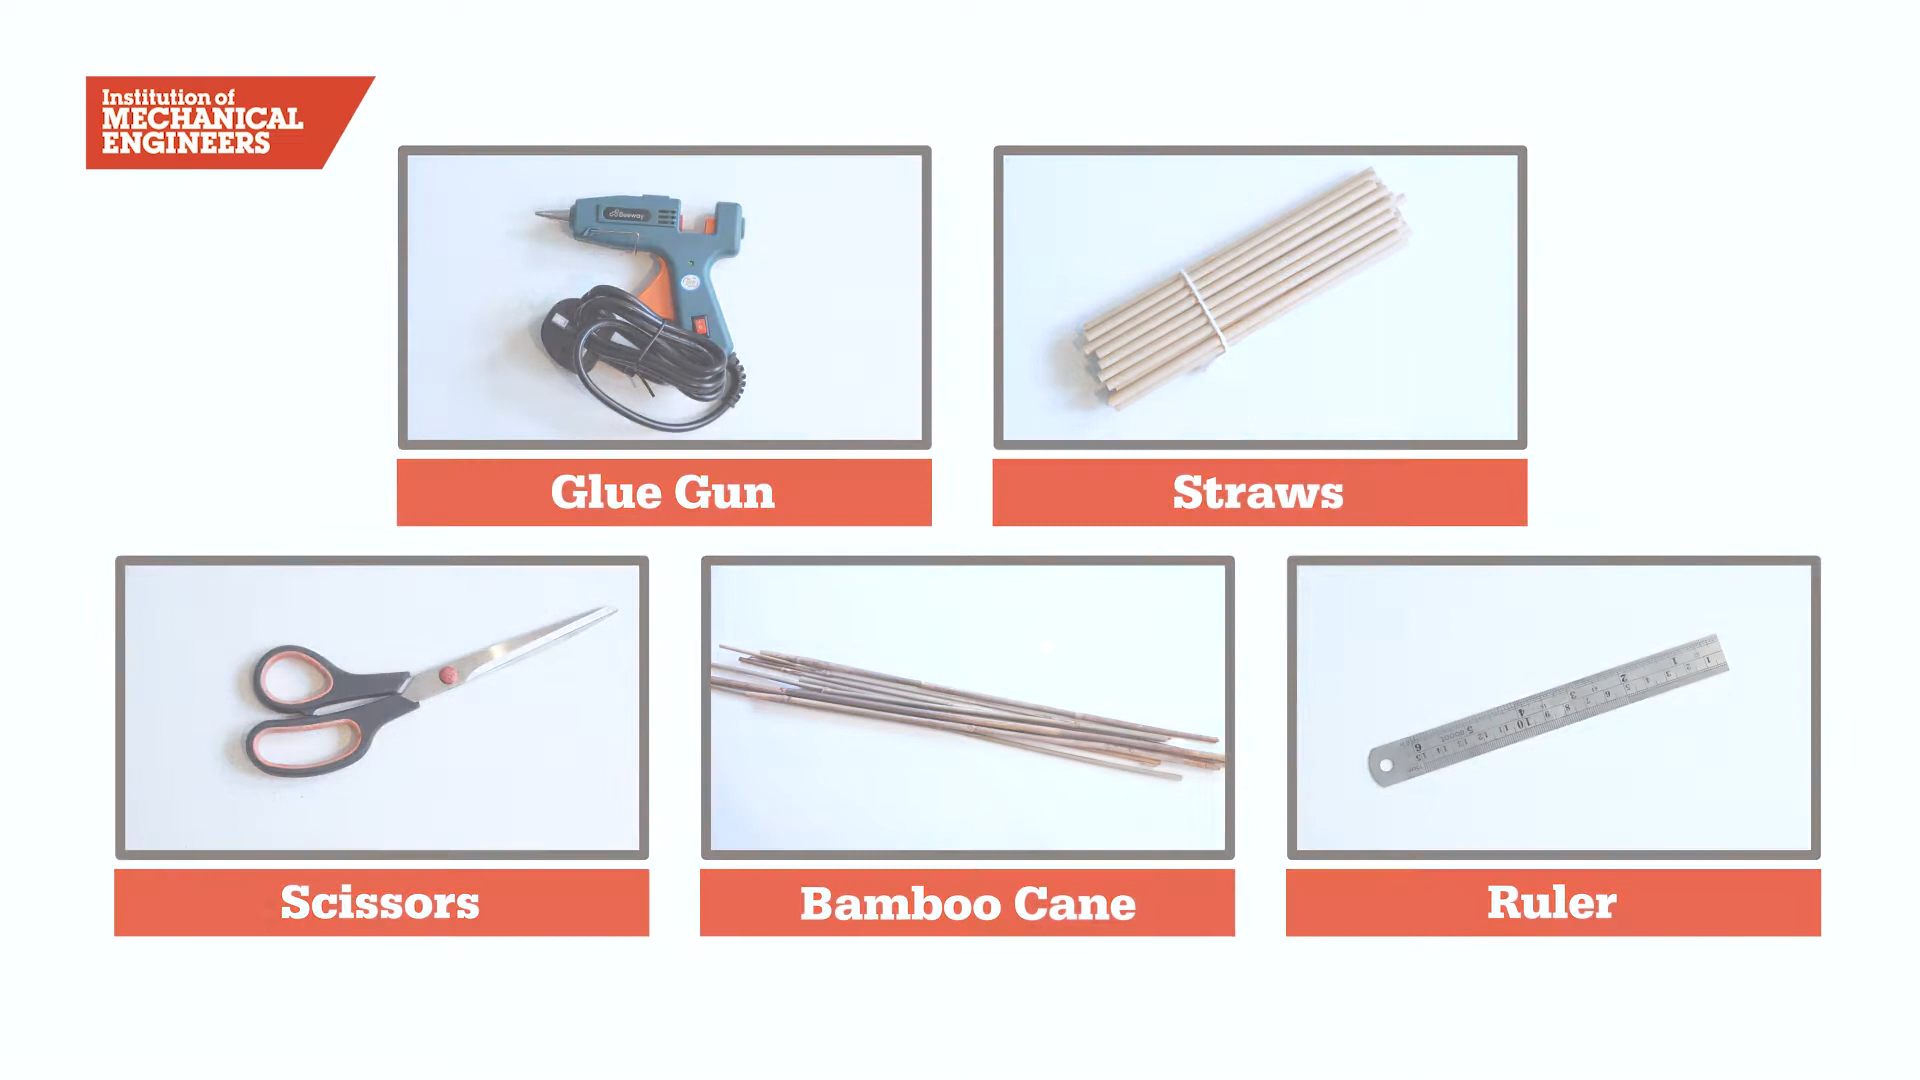 Institution of
MECHANICAL
ENGINEERS
Glue Gun
Straws
Scissors
Bamboo Cane
Ruler